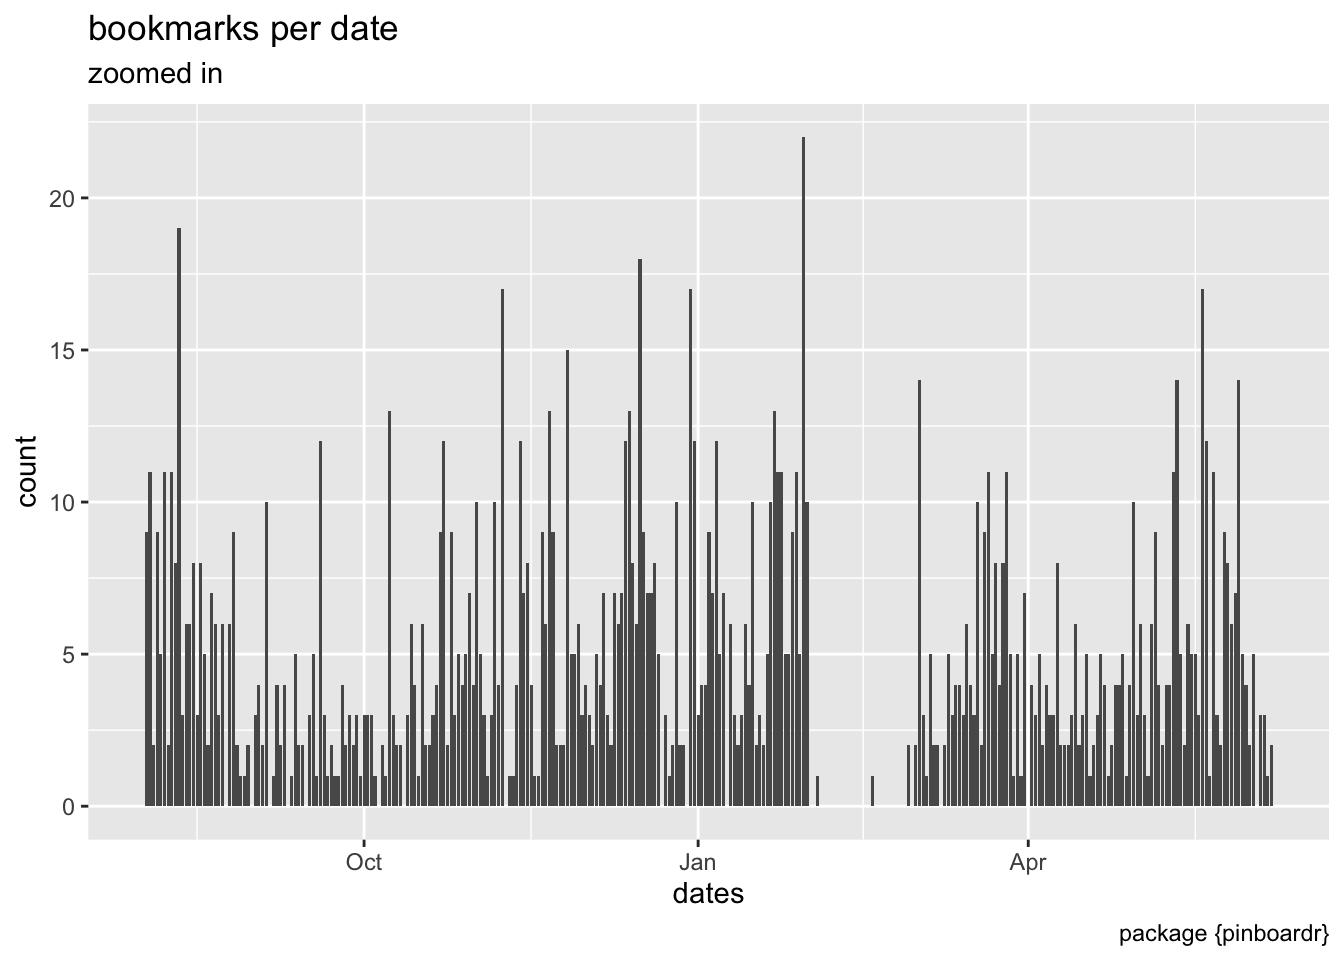 bookmarks per date
zoomed in
20
15
10
5
0
count
Oct Jan Apr
dates
package {pinboardr}